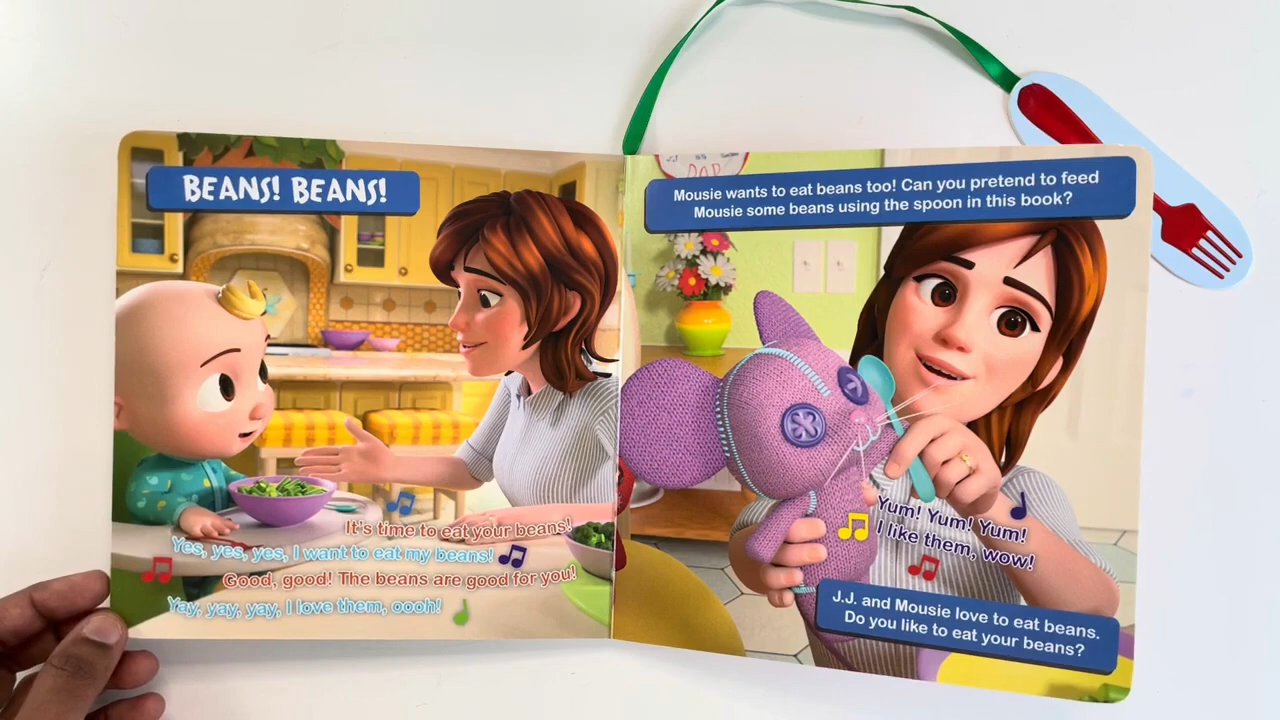 BEANS! BEANS!
It's time to eat your beans!
Yes, yes, yes, I want to eat my beans!
Good, good! The beans are good for you!
Yay, yay, yay, I love them, oooh!
Mousie wants to eat beans too! Can you pretend to feed
Mousie some beans using the spoon in this book?
Yum! Yum! Yum!
I like them, wow!
J.J. and Mousie love to eat beans.
Do you like to eat your beans?